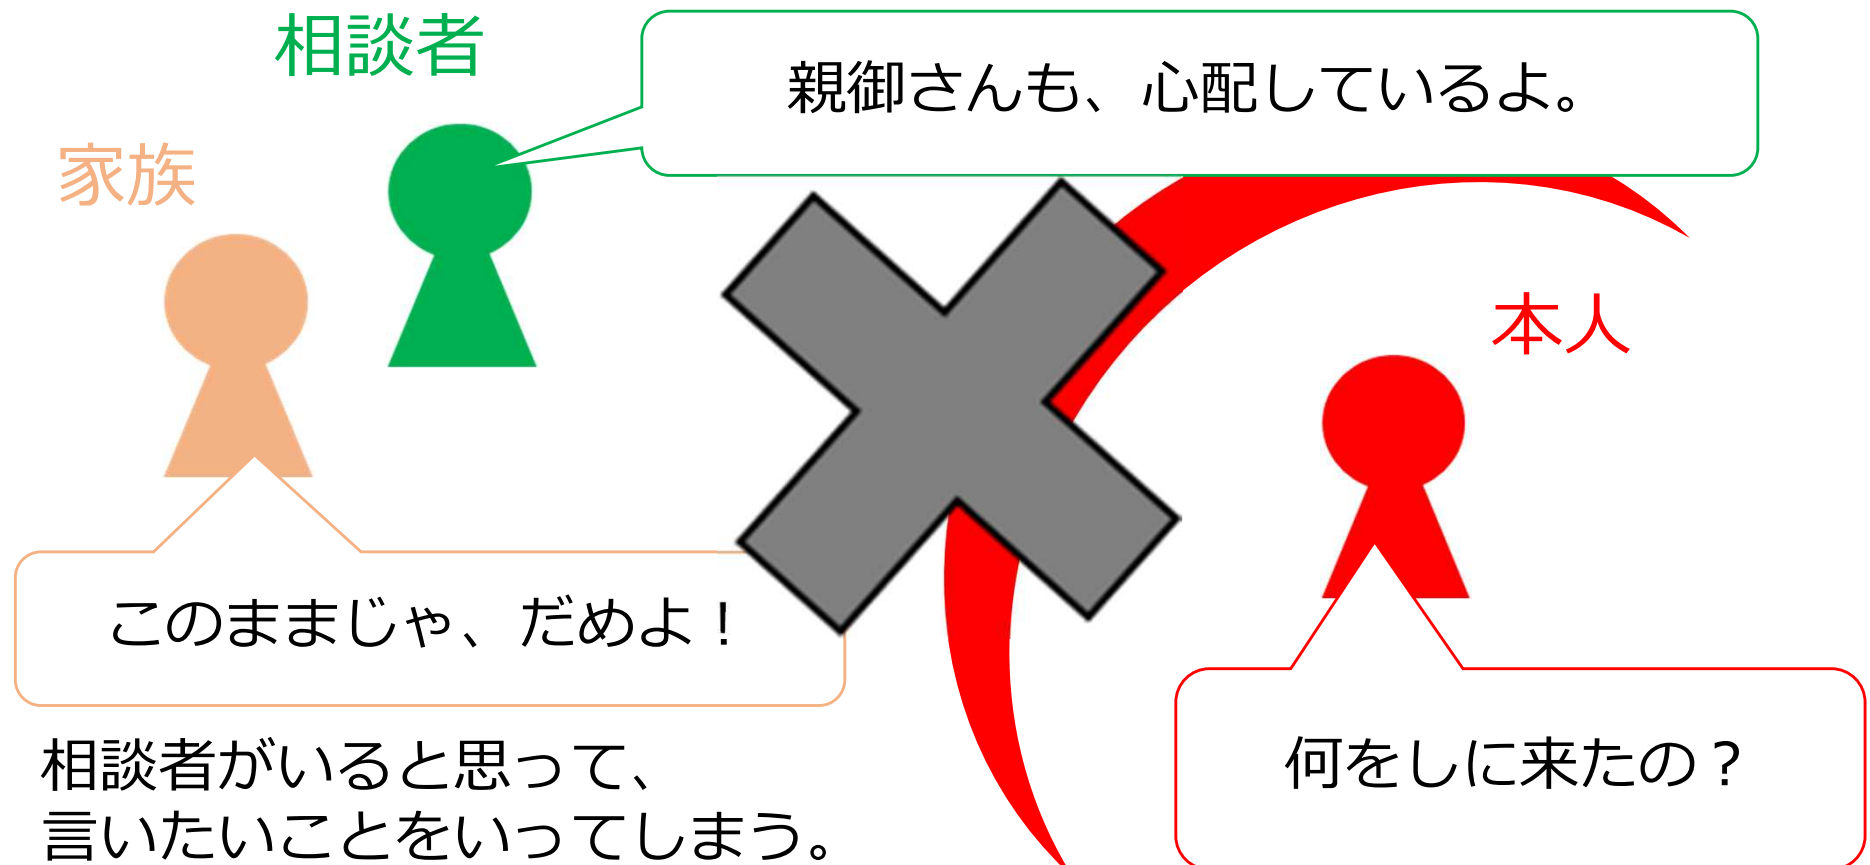 相談者
親御さんも、心配しているよ。
家族
本人
このままじゃ、だめよ！
何をしに来たの？
相談者がいると思って、
言いたいことをいってしまう。